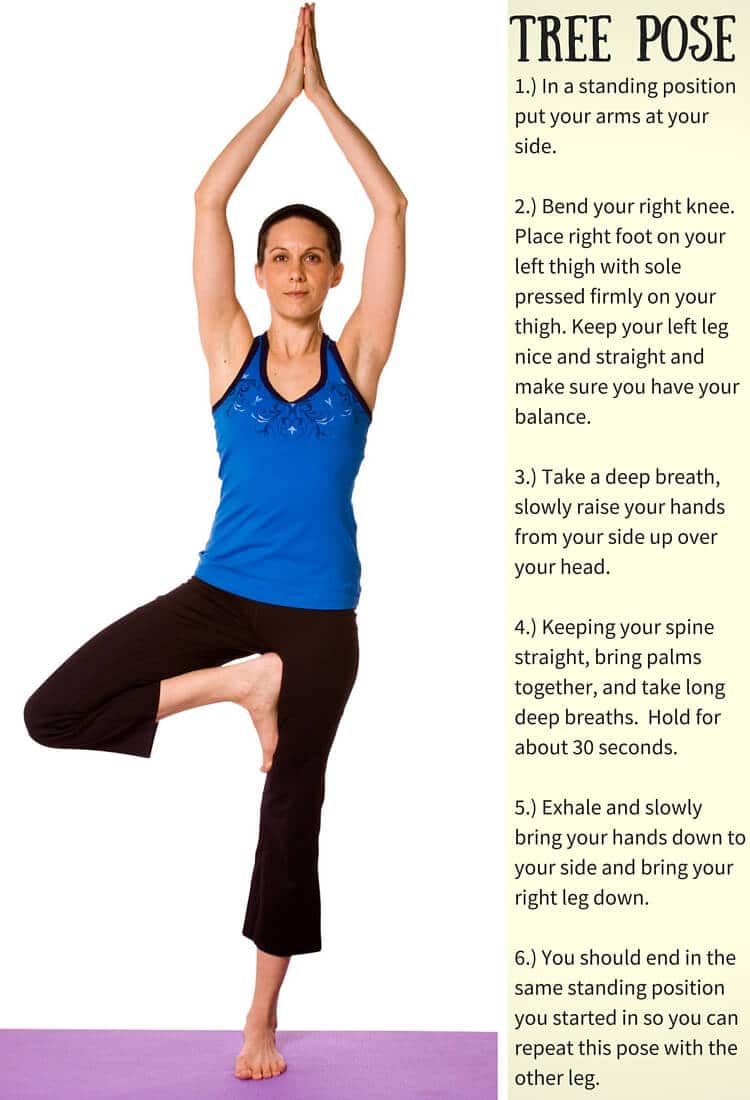 TREE POSE
1.) In a standing position
put your arms at your
side.
2.) Bend your right knee.
Place right foot on your
left thigh with sole
pressed firmly on your
thigh. Keep your left leg
nice and straight and
make sure you have your
balance.
3.) Take a deep breath,
slowly raise your hands
from your side up over
your head.
4.) Keeping your spine
straight, bring palms
together, and take long
deep breaths.  Hold for
about 30 seconds.
5.) Exhale and slowly
bring your hands down to
your side and bring your
right leg down.
6.) You should end in the
same standing position
you started in so you can
repeat this pose with the
other leg.